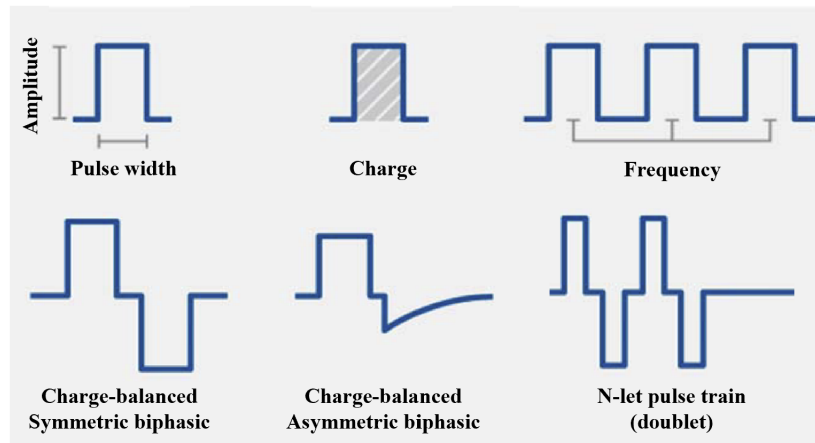 Amplitude
Pulse width
Charge
Frequency
Charge-balanced
Symmetric biphasic
Charge-balanced
Asymmetric biphasic
N-let pulse train
(doublet)